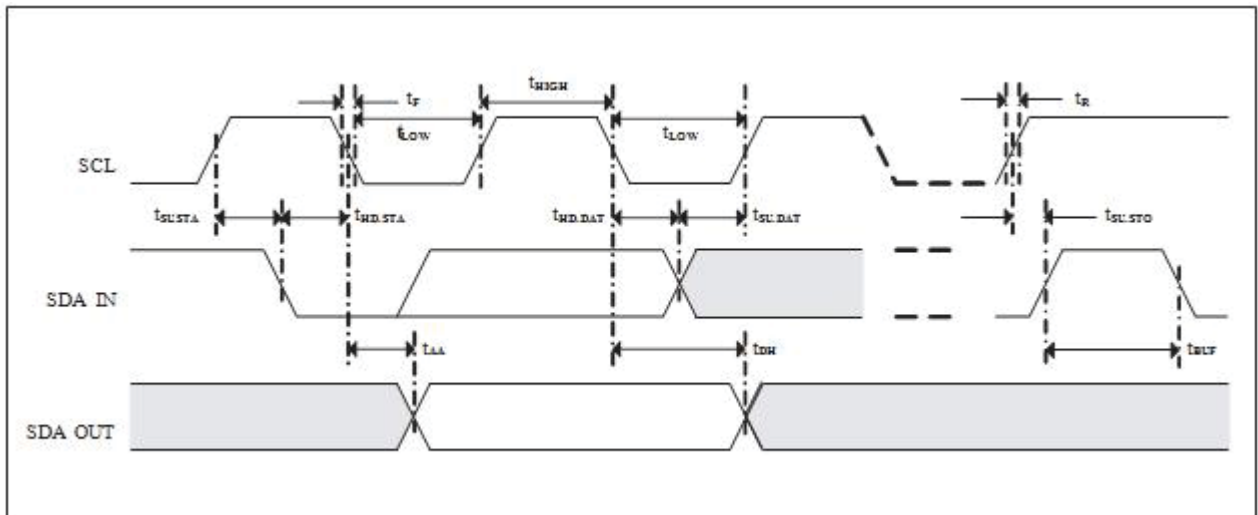 tHIGH
tF
tR
tLOW
tLOW
SCL
tSU.STA
tHD.STA
tHD.DAT
tSU.DAT
tSU.STO
SDA IN
tAA
tDH
tBUF
SDA OUT